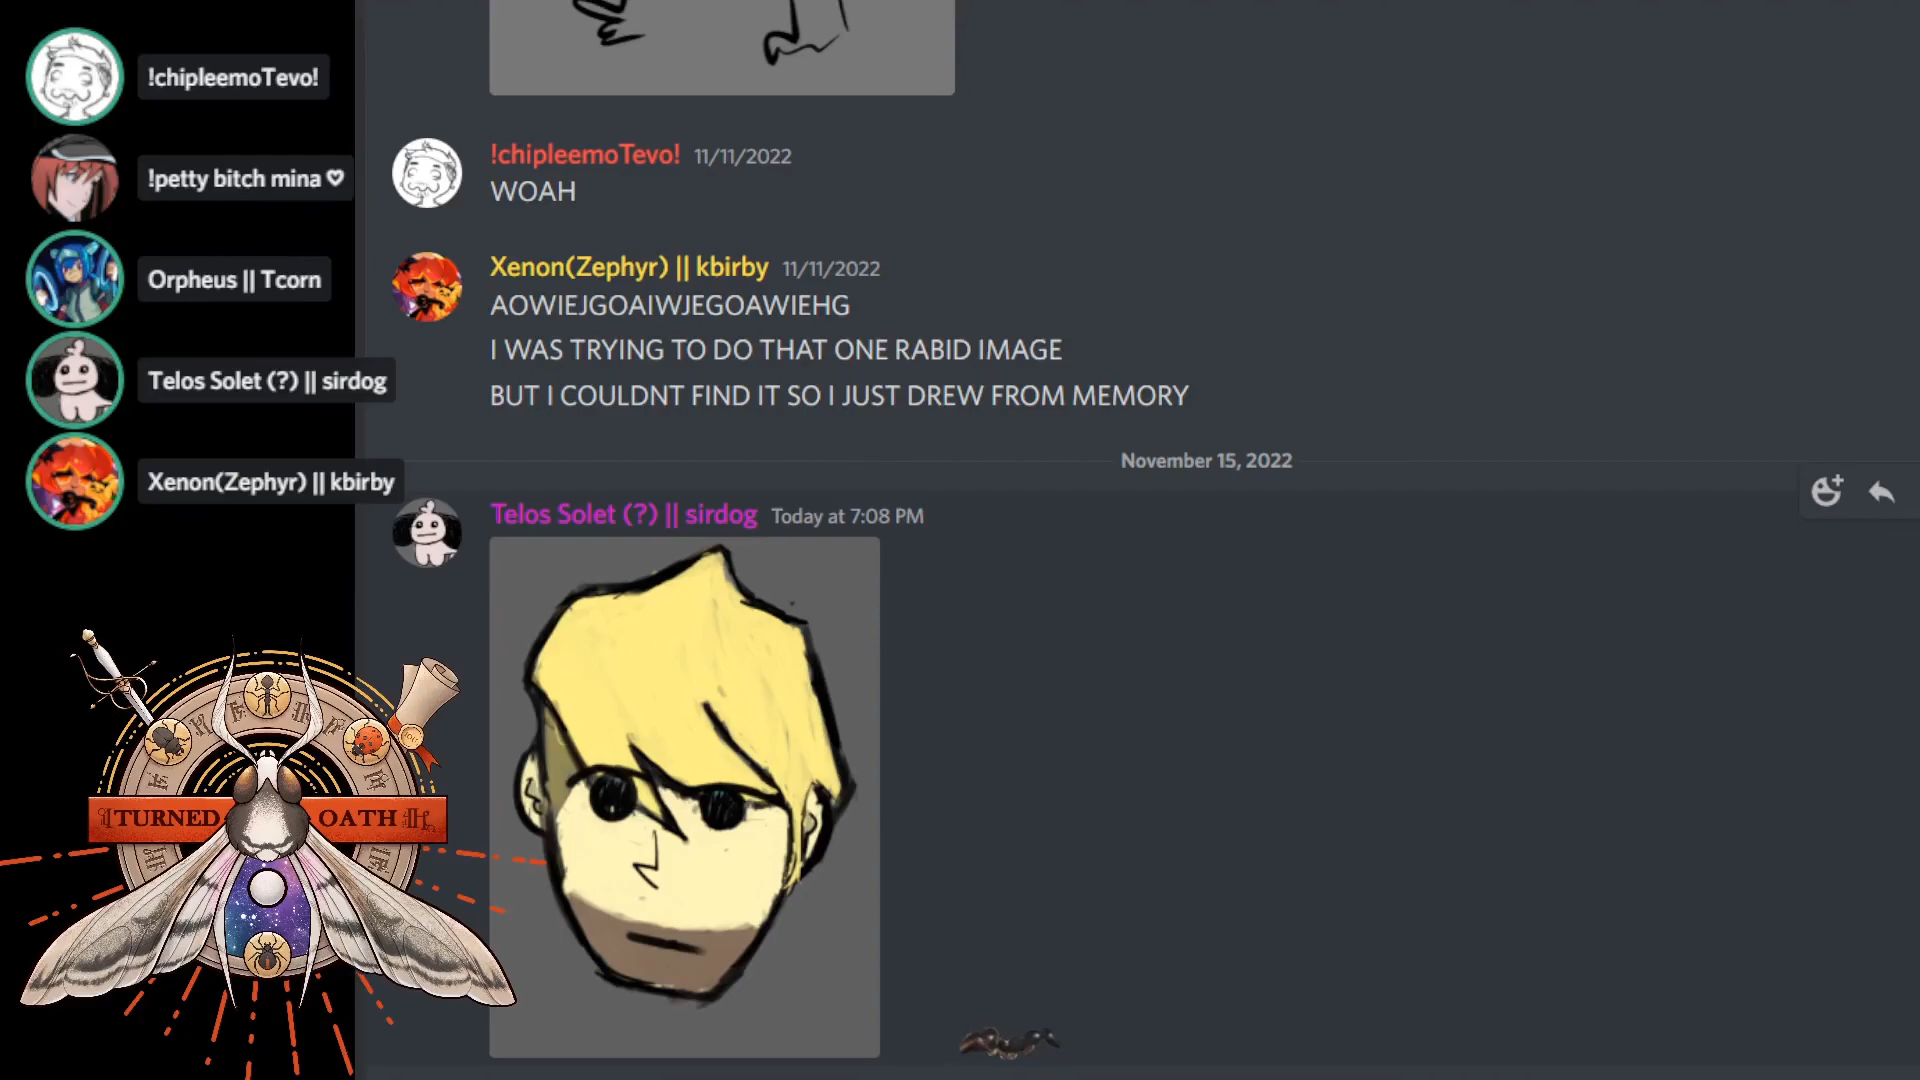 !chipleemoTevo!
!petty bitch mina ♡
Orpheus || Tcorn
Telos Solet (?) || sirdog
Xenon(Zephyr) || kbirby
!chipleemoTevo! 11/11/2022
WOAH
Xenon(Zephyr) || kbirby 11/11/2022
AOWIEJGOAIWJEGOAWIEHG
I WAS TRYING TO DO THAT ONE RABID IMAGE
BUT I COULDNT FIND IT SO I JUST DREW FROM MEMORY
November 15, 2022
Telos Solet (?) || sirdog Today at 7:08 PM
TURNED OATH